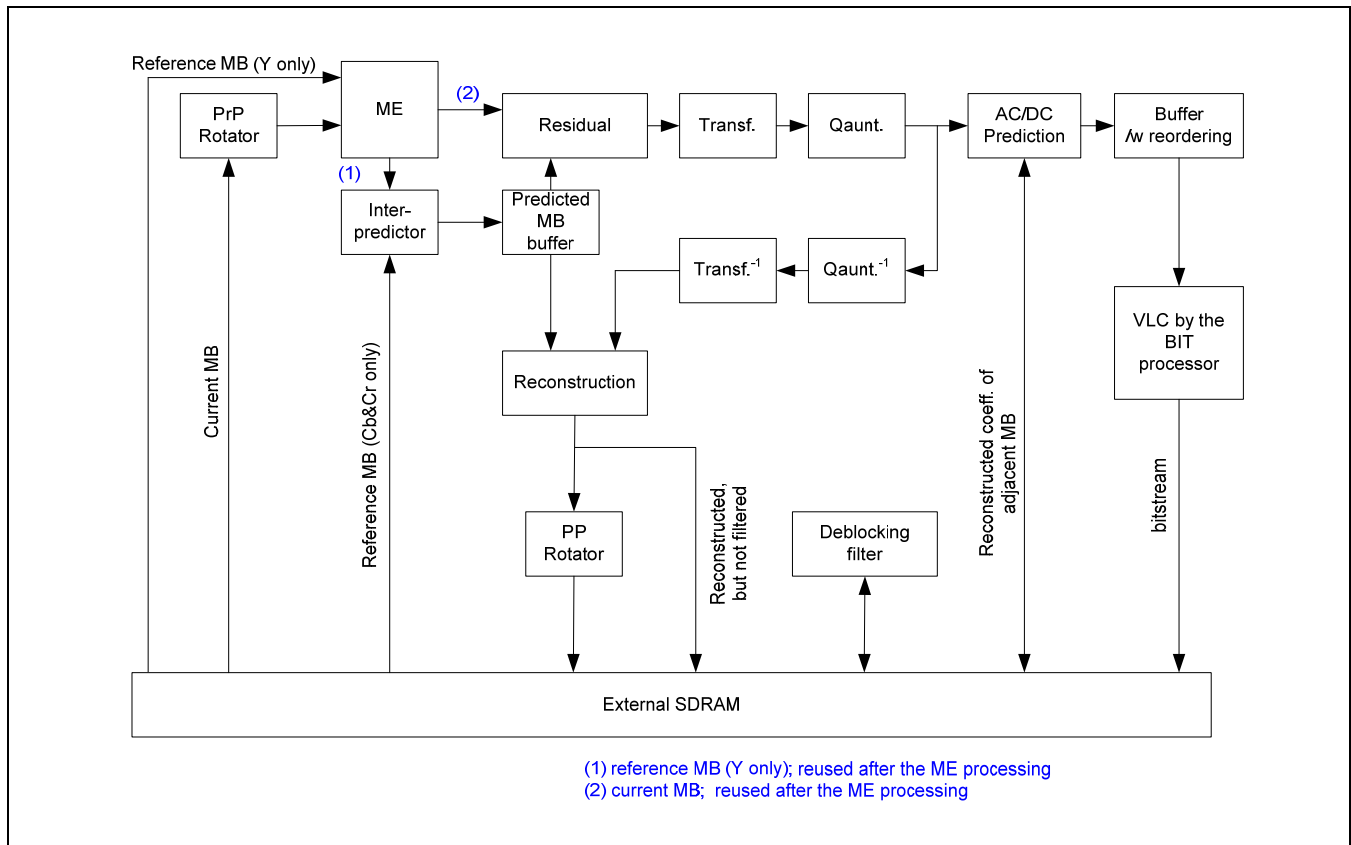 Reference MB (Y only)
PrP
Rotator
ME
(2)
Residual
Transf.
Qaunt.
AC/DC
Prediction
Buffer
/w reordering
(1)
Inter-
predictor
Predicted
MB
buffer
Transf.-1
Qaunt.-1
VLC by the
BIT
processor
Reconstruction
Current MB
Reference MB (Cb&Cr only)
PP
Rotator
Reconstructed,
but not filtered
Deblocking
filter
Reconstructed coeff. of
adjacent MB
bitstream
External SDRAM
(1) reference MB (Y only); reused after the ME processing
(2) current MB;  reused after the ME processing